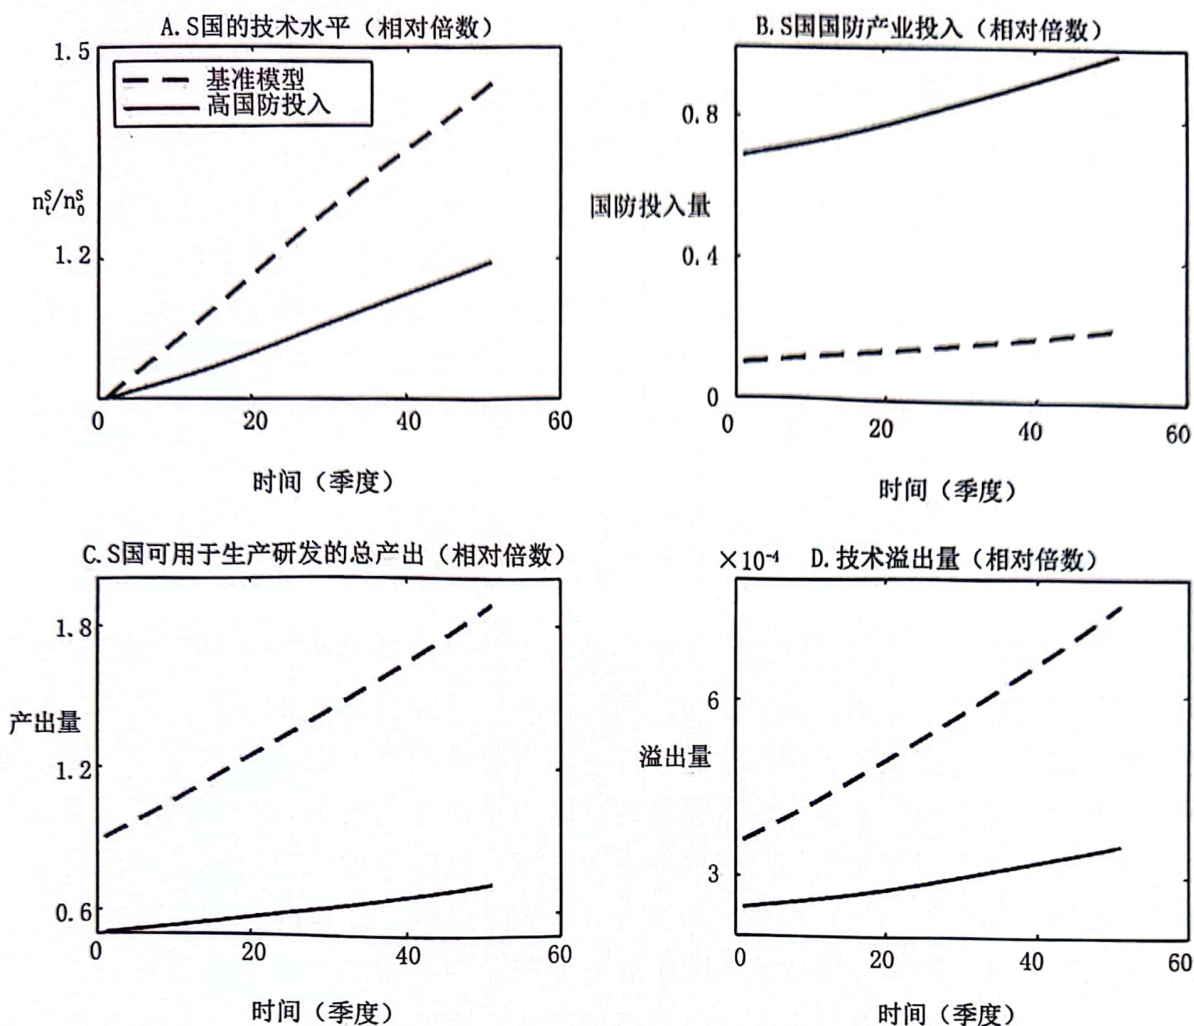 A.S国的技术水平（相对倍数）
1.5
基准模型
高国防投入
nₜˢ/n₀ˢ
1.2
0 20 40 60
时间（季度）
B.S国国防产业投入（相对倍数）
0.8
国防投入量
0.4
0
0 20 40 60
时间（季度）
C.S国可用于生产研发的总产出（相对倍数）
1.8
产出量
1.2
0.6
0 20 40 60
时间（季度）
×10⁻⁴ D.技术溢出量（相对倍数）
6
溢出量
3
0 20 40 60
时间（季度）